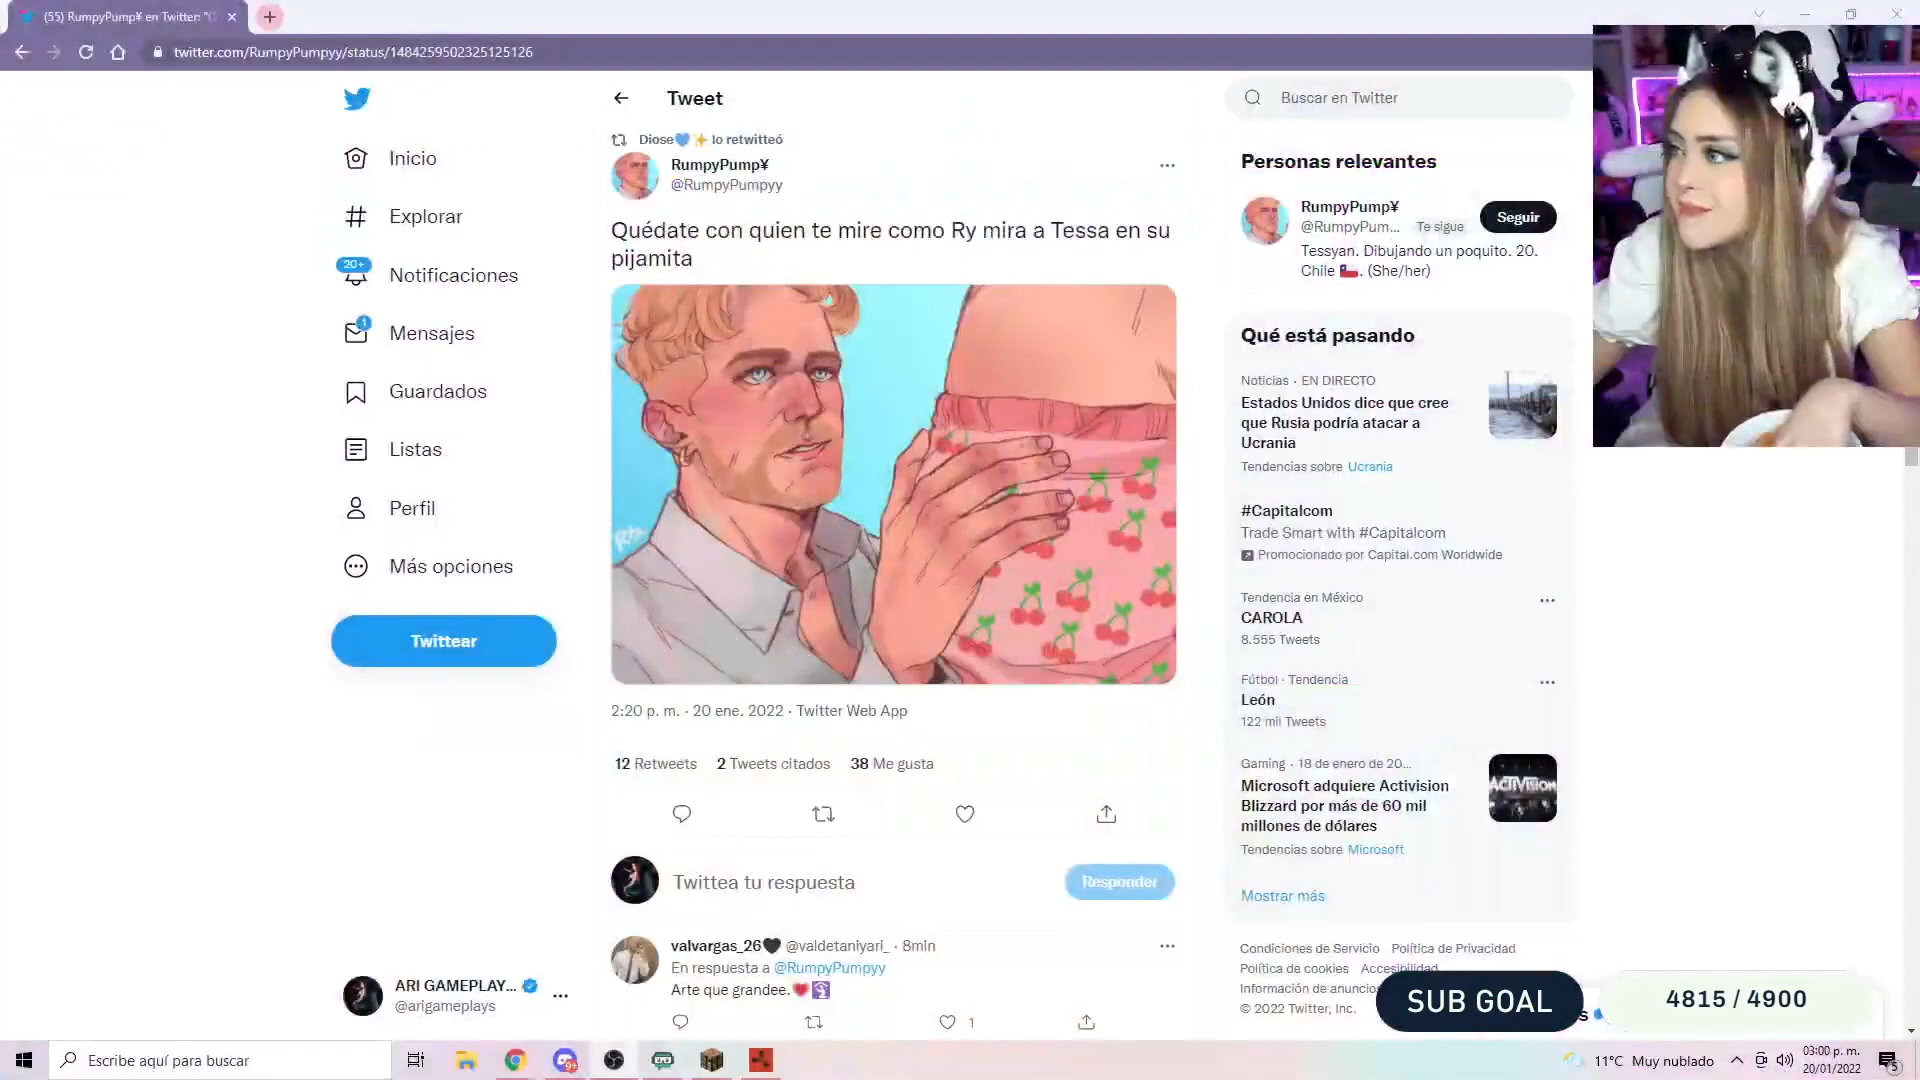 (55) RumpyPump¥ en Twitter: "
twitter.com/RumpyPumpyy/status/1484259502325125126
Tweet
Buscar en Twitter
Diose💙✨ lo retwitteó
RumpyPump¥
@RumpyPumpyy
Quédate con quien te mire como Ry mira a Tessa en su
pijamita
2:20 p. m. · 20 ene. 2022 · Twitter Web App
12 Retweets 2 Tweets citados 38 Me gusta
Twittea tu respuesta
Responder
valvargas_26🖤 @valdetaniyari_ · 8min
En respuesta a @RumpyPumpyy
Arte que grandee.
1
Inicio
Explorar
20+
Notificaciones
1
Mensajes
Guardados
Listas
Perfil
Más opciones
Twittear
ARI GAMEPLAY...
@arigameplays
Personas relevantes
RumpyPump¥
@RumpyPum... Te sigue
Seguir
Tessyan. Dibujando un poquito. 20.
Chile 🇨🇱. (She/her)
Qué está pasando
Noticias · EN DIRECTO
Estados Unidos dice que cree
que Rusia podría atacar a
Ucrania
Tendencias sobre Ucrania
#Capitalcom
Trade Smart with #Capitalcom
Promocionado por Capital.com Worldwide
Tendencia en México
CAROLA
8.555 Tweets
Fútbol · Tendencia
León
122 mil Tweets
Gaming · 18 de enero de 20...
Microsoft adquiere Activision
Blizzard por más de 60 mil
millones de dólares
Tendencias sobre Microsoft
ACTIVISION
Mostrar más
Condiciones de Servicio Política de Privacidad
Política de cookies Accesibilidad
Información de anuncios
© 2022 Twitter, Inc.
SUB GOAL
4815 / 4900
Escribe aquí para buscar
9+
11°C Muy nublado
03:00 p. m.
20/01/2022
5